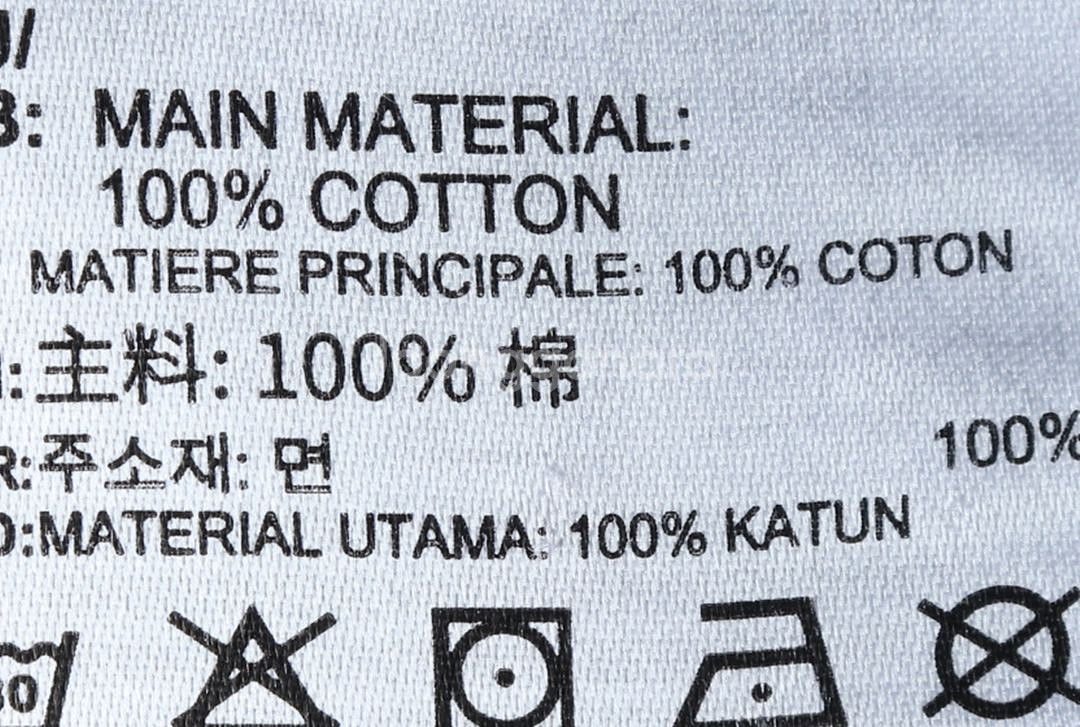 MAIN MATERIAL:
100% COTTON
MATIERE PRINCIPALE: 100% COTON
主料: 100% 棉
주소재: 면
100%
MATERIAL UTAMA: 100% KATUN